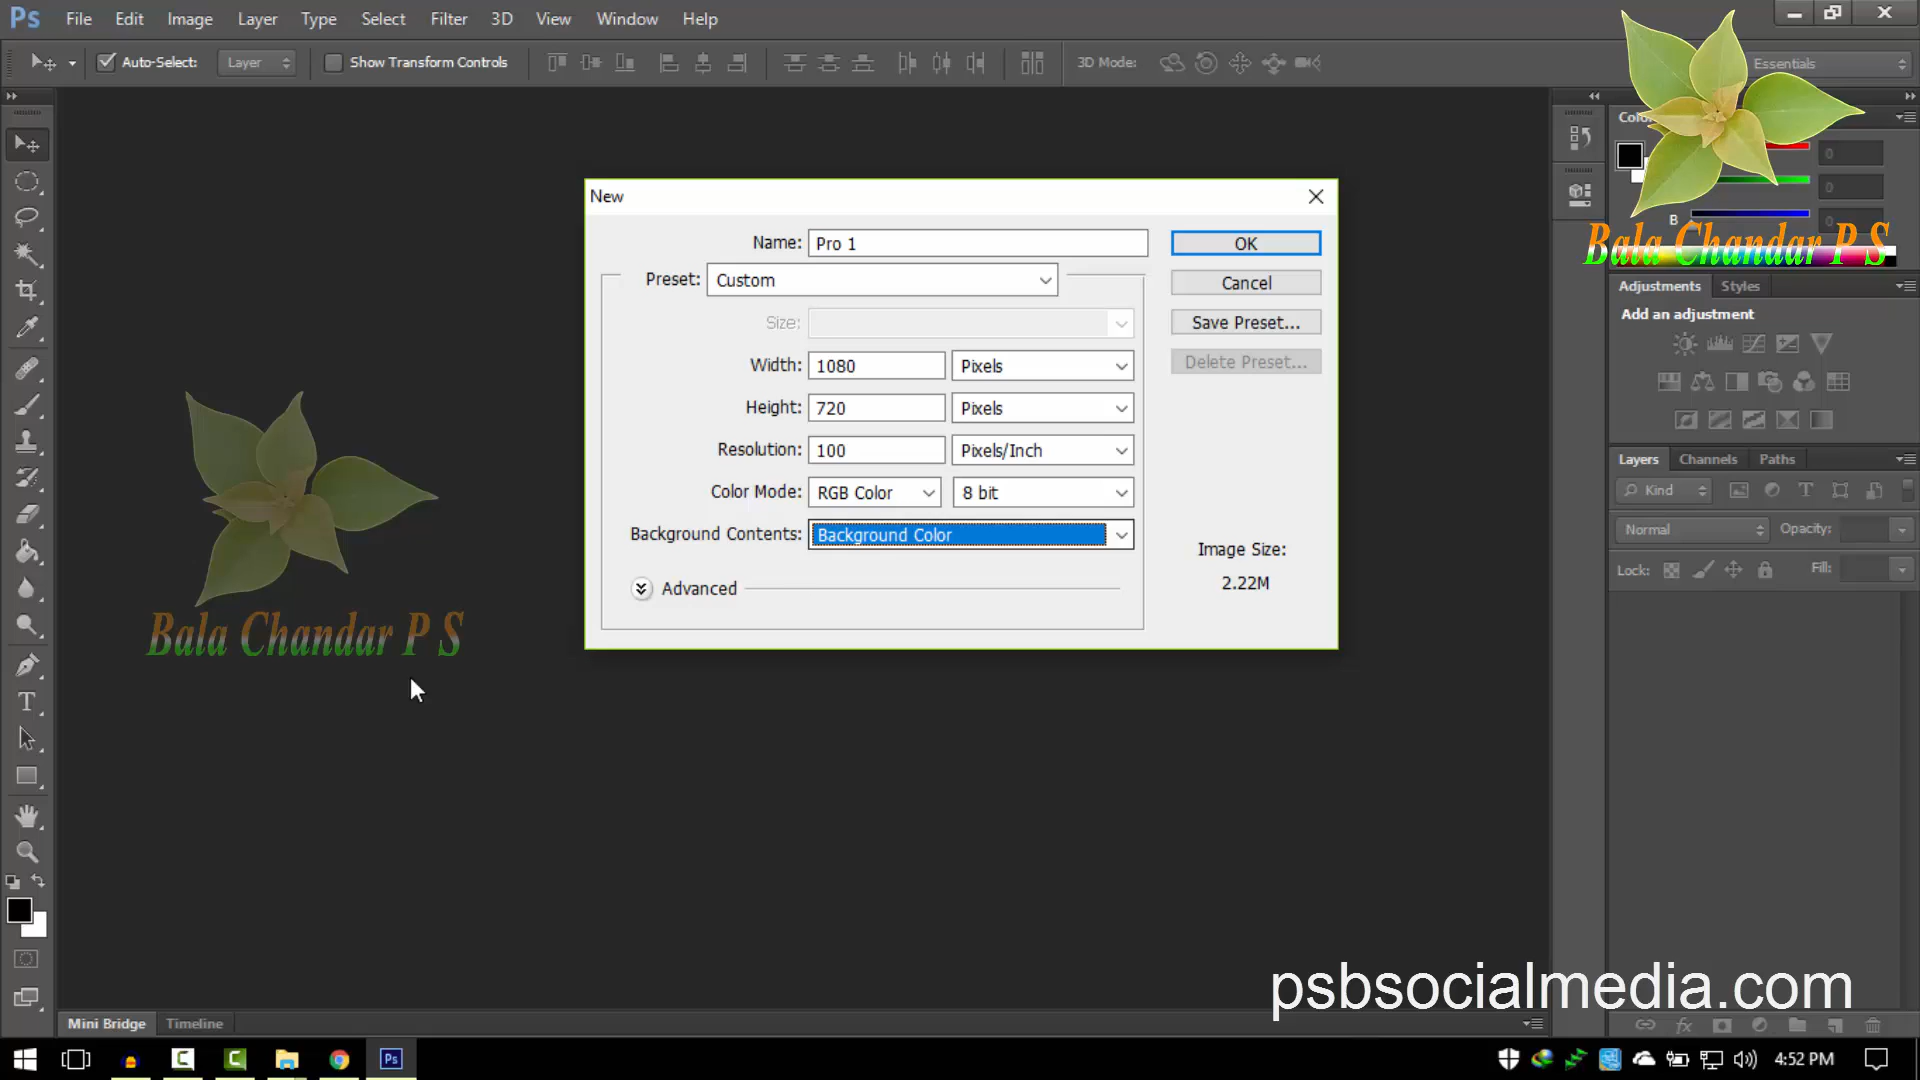 Ps File Edit Image Layer Type Select Filter 3D View Window Help
Auto-Select: Layer Show Transform Controls 3D Mode: Essentials
New
Name: Pro 1 OK
Preset: Custom Cancel
Size: Save Preset...
Width: 1080 Pixels Delete Preset...
Height: 720 Pixels
Resolution: 100 Pixels/Inch
Color Mode: RGB Color 8 bit
Background Contents: Background Color
Image Size:
2.22M
Advanced
Bala Chandar P S
0
0
B 0
Bala Chandar P S
Adjustments Styles
Add an adjustment
Layers Channels Paths
Kind
Normal Opacity:
Lock: Fill:
psbsocialmedia.com
Mini Bridge Timeline
Ps 4:52 PM